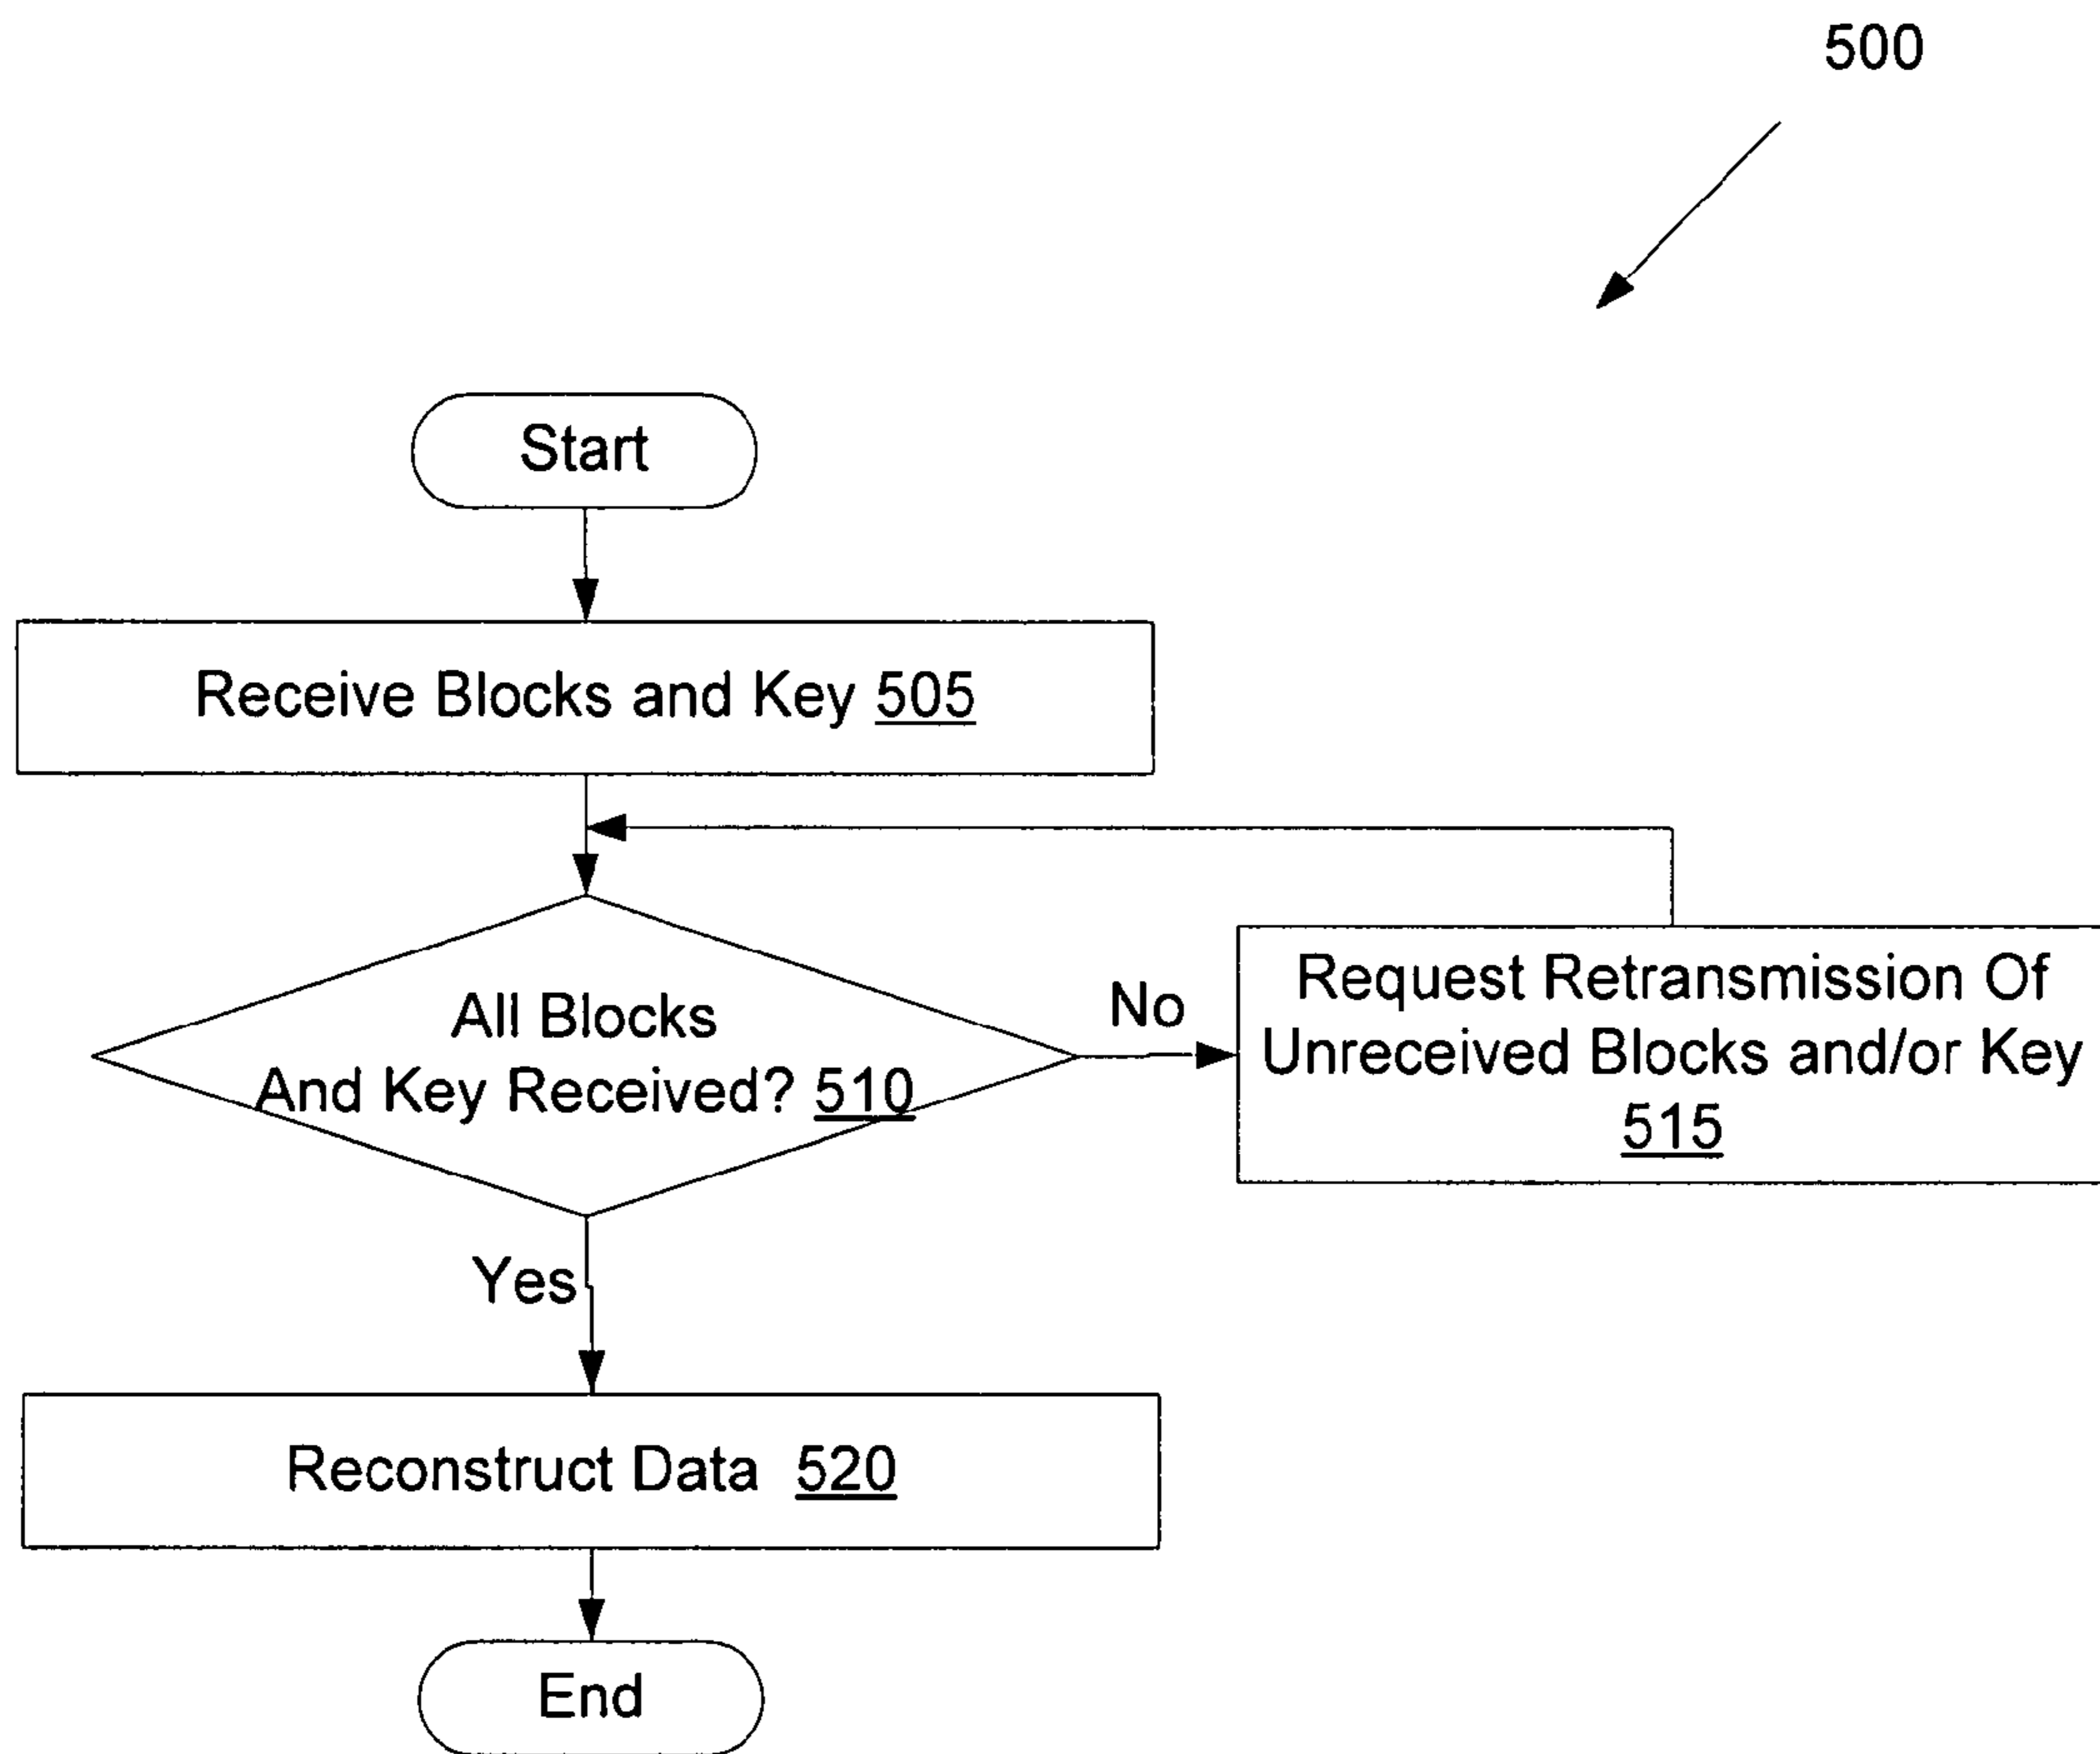 500
Start
Receive Blocks and Key 505
All Blocks
And Key Received? 510
No
Request Retransmission Of
Unreceived Blocks and/or Key
515
Yes
Reconstruct Data 520
End